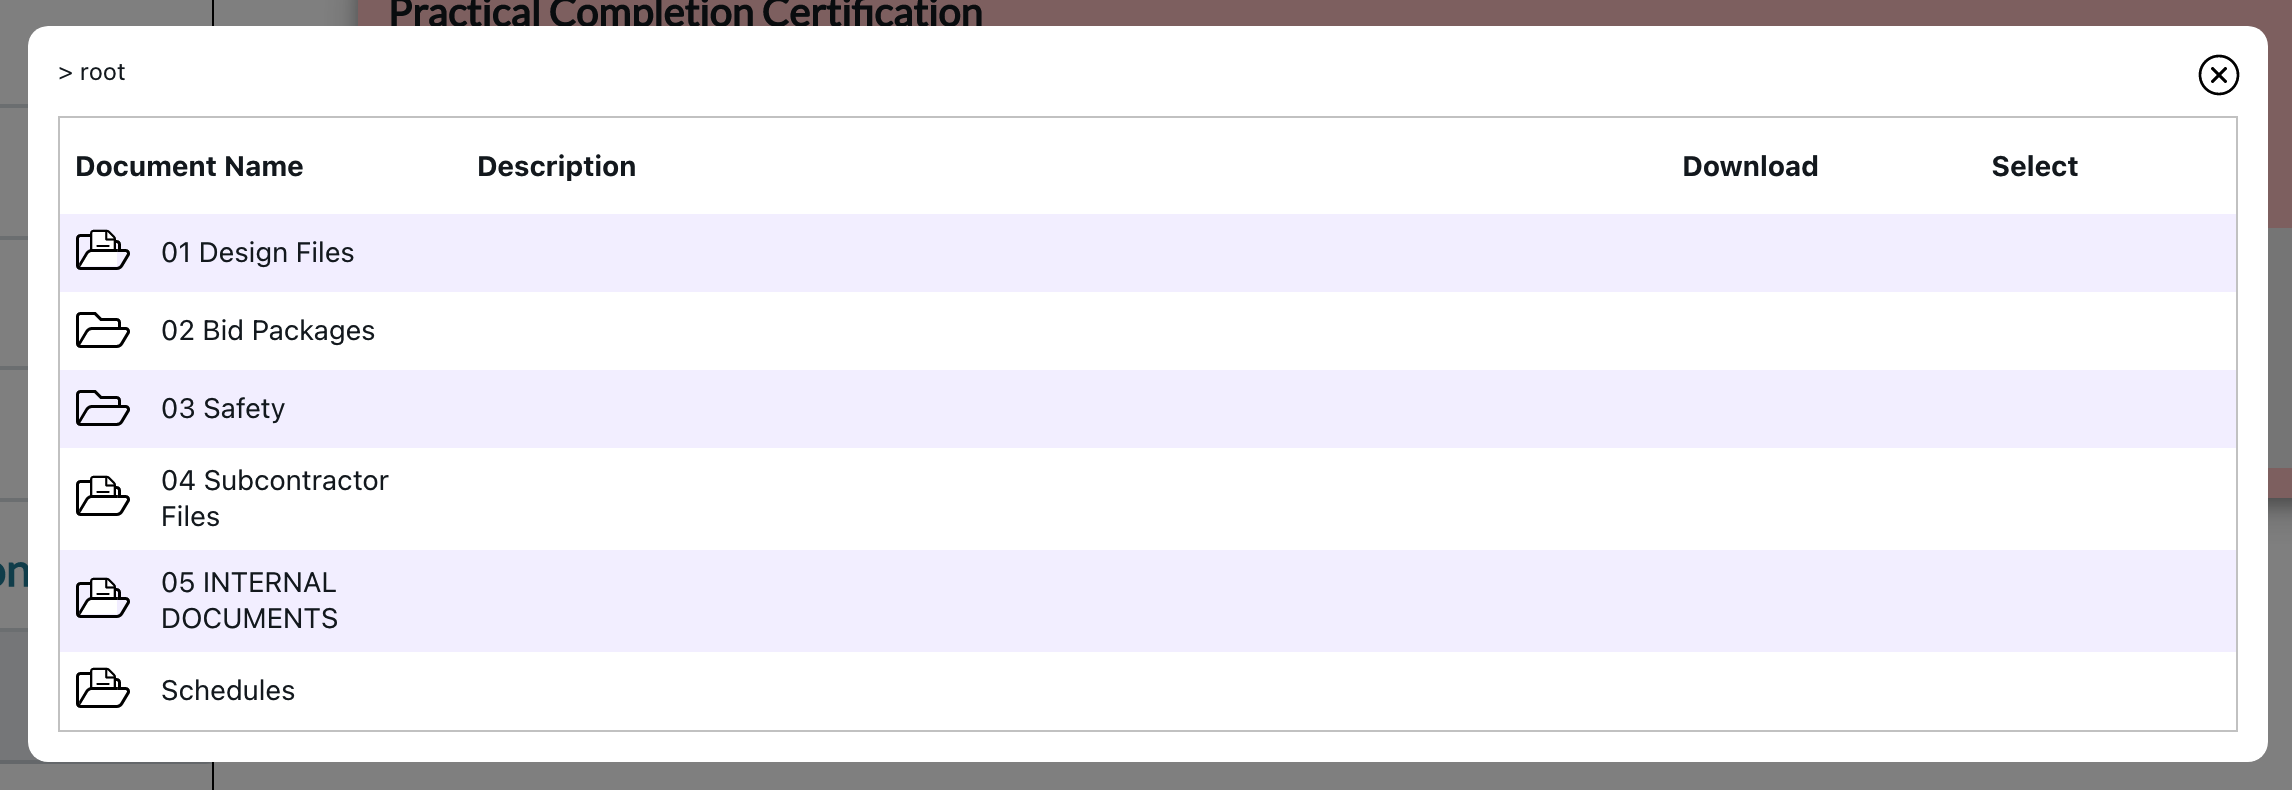 Practical Completion Certification
> root
Document Name Description Download Select
01 Design Files
02 Bid Packages
03 Safety
04 Subcontractor
Files
05 INTERNAL
DOCUMENTS
on
Schedules